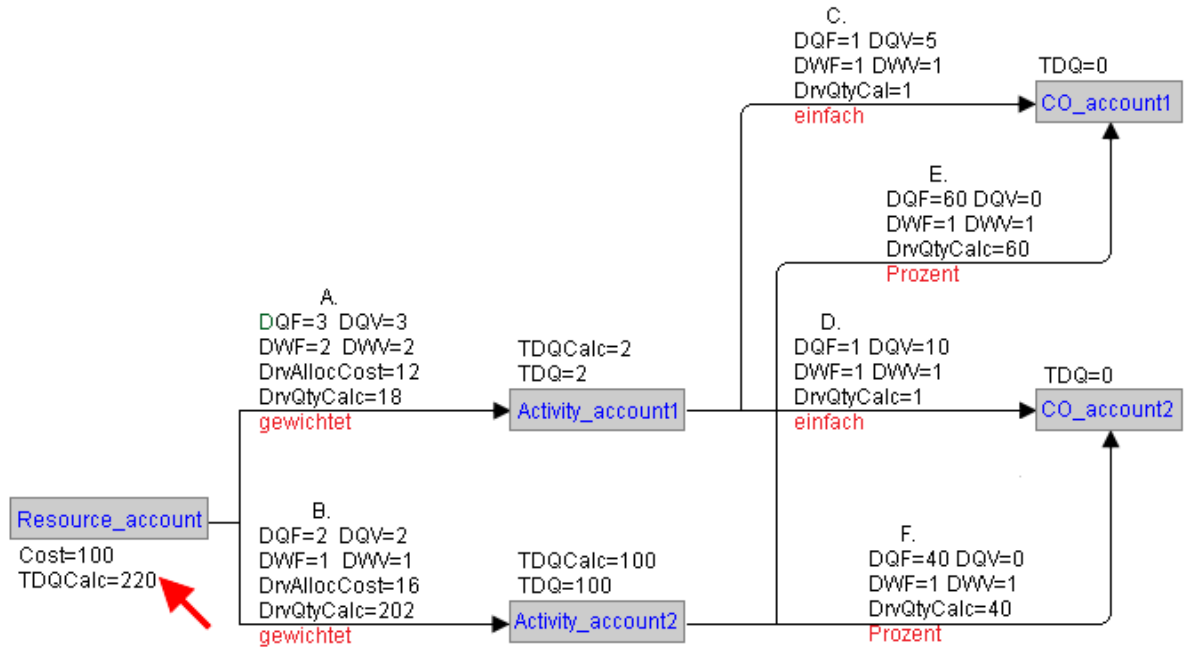 C.
DQF=1 DQV=5
DWF=1 DWV=1
DrvQtyCal=1
einfach
TDQ=0
CO_account1
E.
DQF=60 DQV=0
DWF=1 DWV=1
DrvQtyCalc=60
Prozent
A.
DQF=3 DQV=3
DWF=2 DWV=2
DrvAllocCost=12
DrvQtyCalc=18
gewichtet
TDQCalc=2
TDQ=2
Activity_account1
D.
DQF=1 DQV=10
DWF=1 DWV=1
DrvQtyCalc=1
einfach
TDQ=0
CO_account2
Resource_account
Cost=100
TDQCalc=220
B.
DQF=2 DQV=2
DWF=1 DWV=1
DrvAllocCost=16
DrvQtyCalc=202
gewichtet
TDQCalc=100
TDQ=100
Activity_account2
F.
DQF=40 DQV=0
DWF=1 DWV=1
DrvQtyCalc=40
Prozent